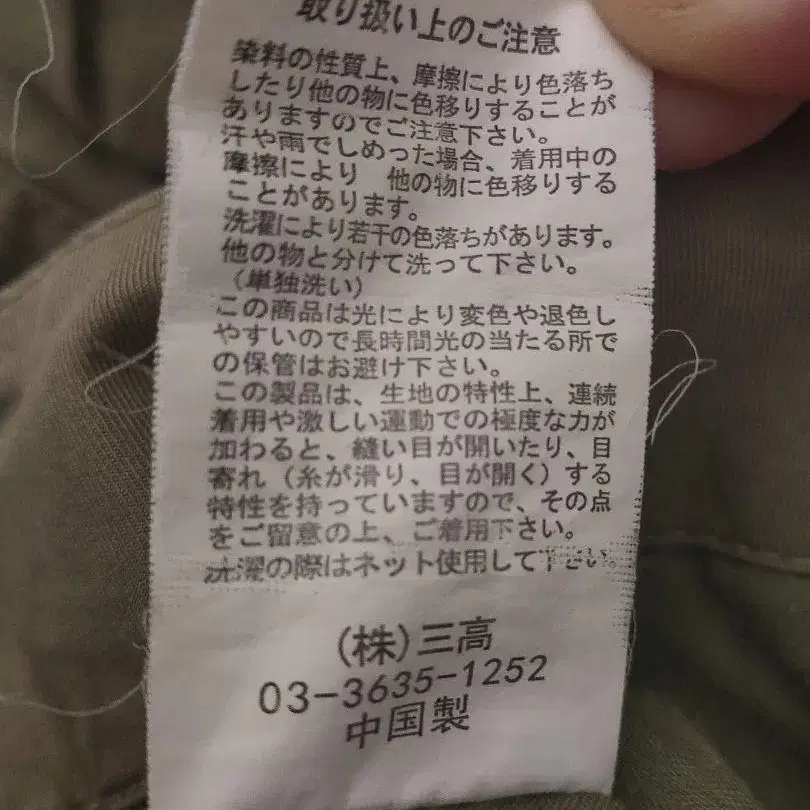 取り扱い上のご注意
染料の性質上、摩擦により色落ち
したり他の物に色移りすることが
ありますのでご注意下さい。
汗や雨でしめった場合、着用中の
摩擦により 他の物に色移りする
ことがあります。
洗濯により若干の色落ちがあります。
他の物と分けて洗って下さい。
(単独洗い)
この商品は光により変色や退色し
やすいので長時間光の当たる所で
の保管はお避け下さい。
この製品は、生地の特性上、連続
着用や激しい運動での極度な力が
加わると、縫い目が開いたり、目
寄れ(糸が滑り、目が開く)する
特性を持っていますので、その点
をご留意の上、ご着用下さい。
洗濯の際はネット使用して下さい。
(株)三高
03-3635-1252
中国製